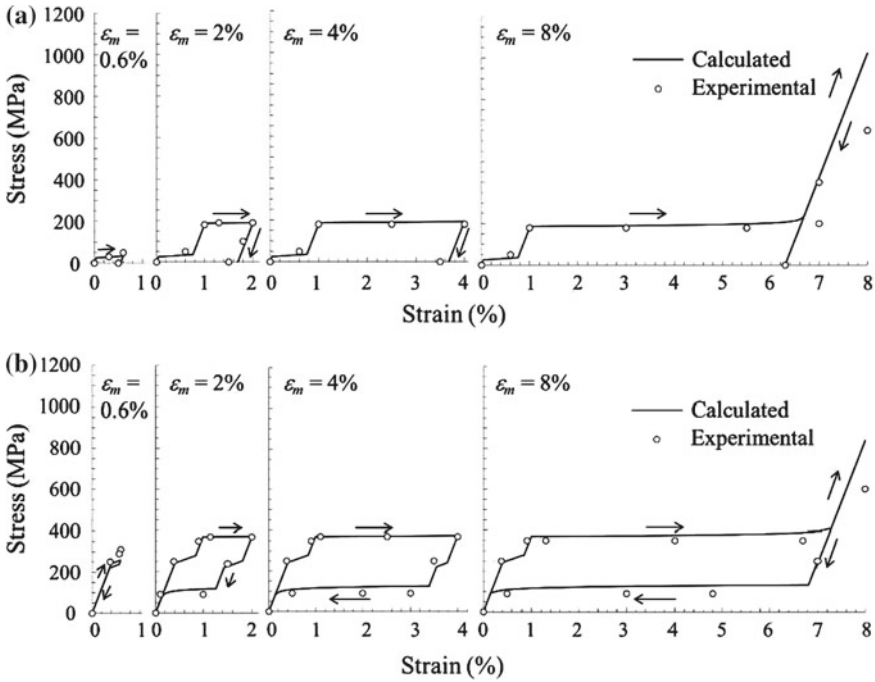 (a)
1200
1000
800
600
400
200
0
Stress (MPa)
εm =
0.6%
εm = 2%
εm = 4%
εm = 8%
Calculated
Experimental
0 1
0 1 2
0 1 2 3 4
0 1 2 3 4 5 6 7 8
Strain (%)
(b)
1200
1000
800
600
400
200
0
Stress (MPa)
εm =
0.6%
εm = 2%
εm = 4%
εm = 8%
Calculated
Experimental
0 1
0 1 2
0 1 2 3 4
0 1 2 3 4 5 6 7 8
Strain (%)